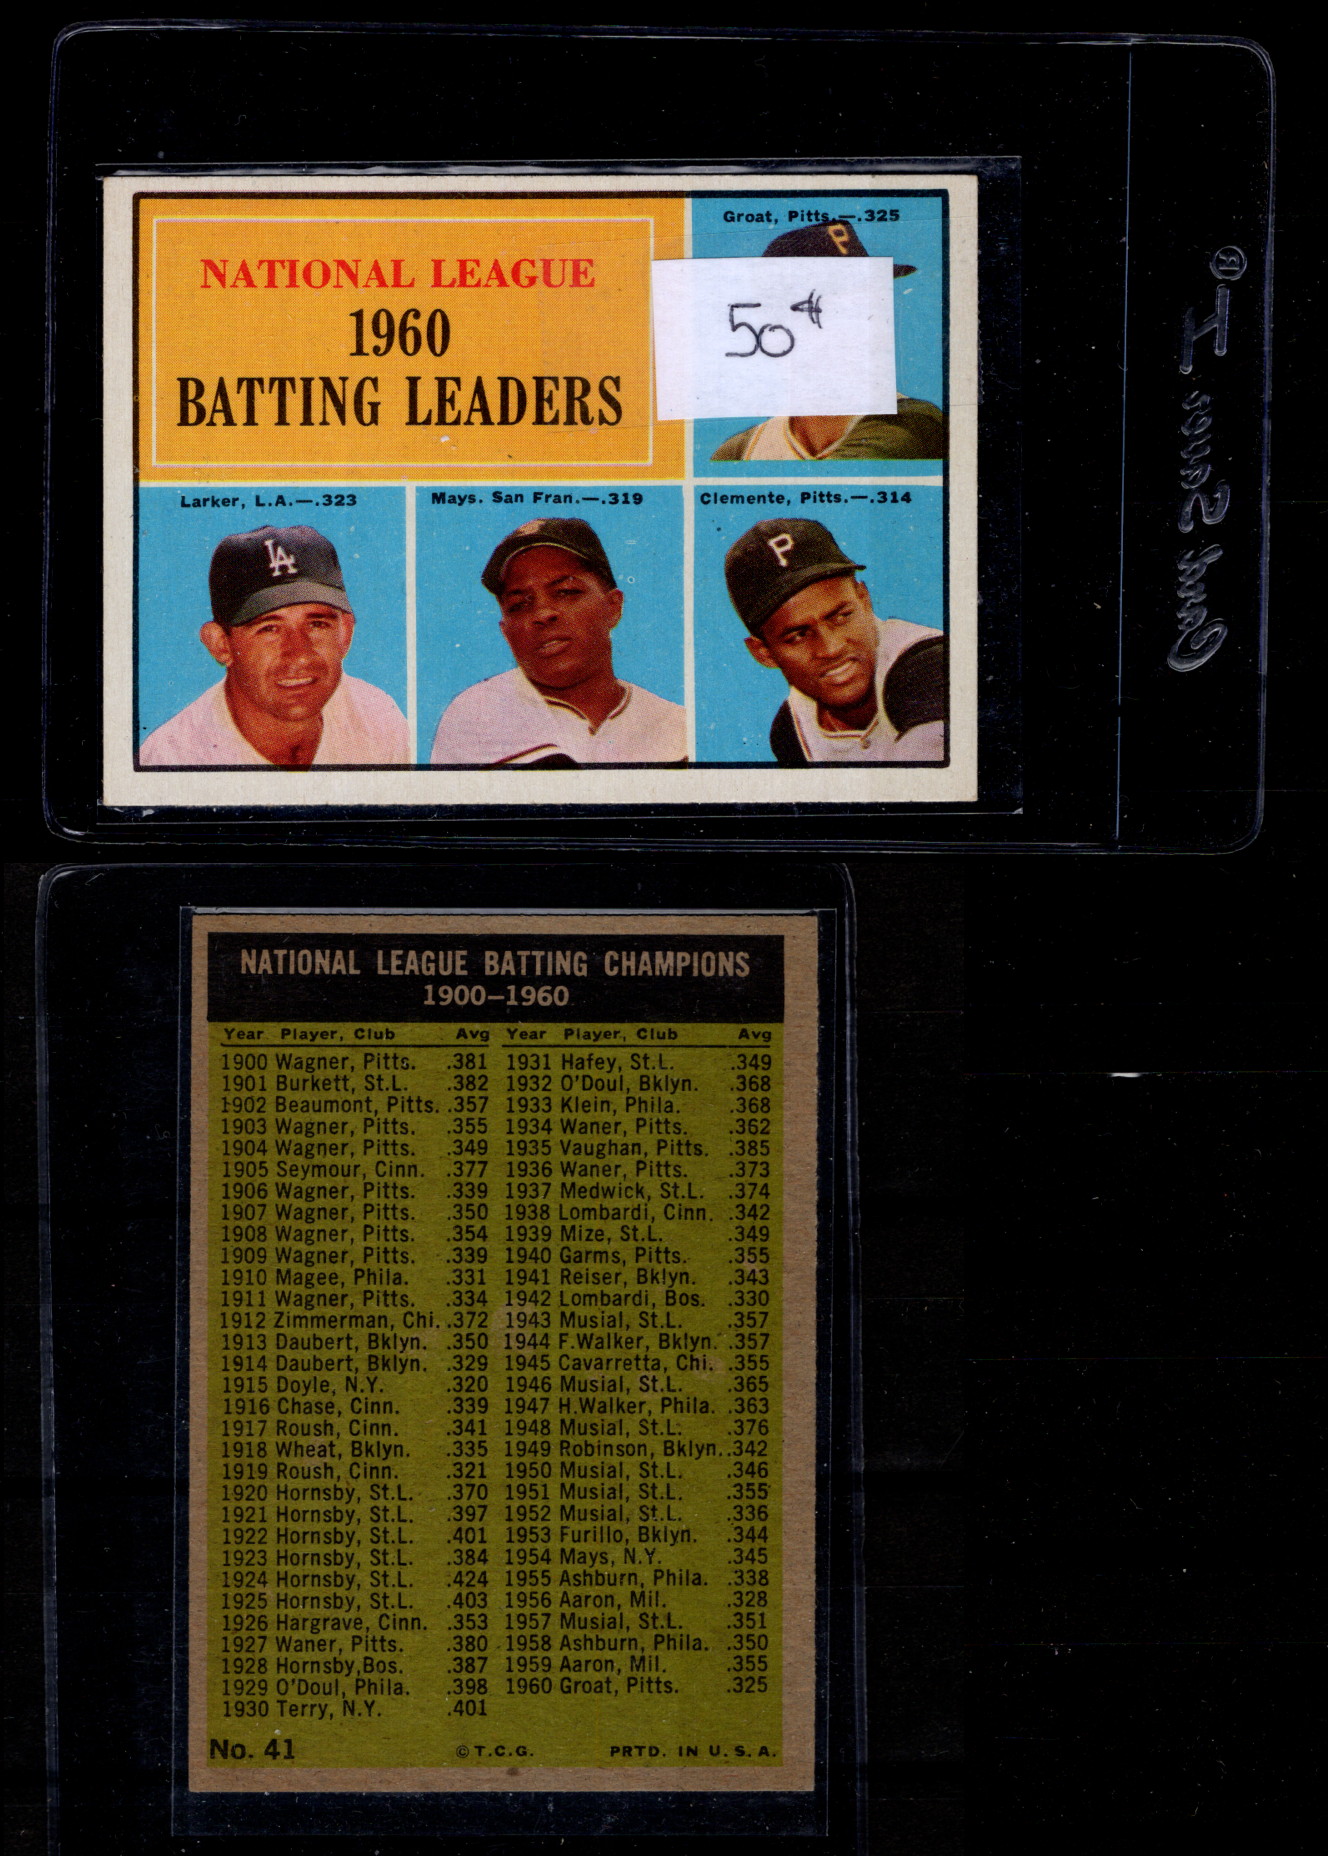 Groat, Pitts.—.325
NATIONAL LEAGUE
1960
BATTING LEADERS
50
Larker, L.A.—.323
Mays. San Fran.—.319
Clemente, Pitts.—.314
P
LA
P
Card Saver I ®
NATIONAL LEAGUE BATTING CHAMPIONS
1900–1960
Year Player, Club Avg Year Player, Club Avg
1900 Wagner, Pitts. .381 1931 Hafey, St.L. .349
1901 Burkett, St.L. .382 1932 O'Doul, Bklyn. .368
1902 Beaumont, Pitts. .357 1933 Klein, Phila. .368
1903 Wagner, Pitts. .355 1934 Waner, Pitts. .362
1904 Wagner, Pitts. .349 1935 Vaughan, Pitts. .385
1905 Seymour, Cinn. .377 1936 Waner, Pitts. .373
1906 Wagner, Pitts. .339 1937 Medwick, St.L. .374
1907 Wagner, Pitts. .350 1938 Lombardi, Cinn. .342
1908 Wagner, Pitts. .354 1939 Mize, St.L. .349
1909 Wagner, Pitts. .339 1940 Garms, Pitts. .355
1910 Magee, Phila. .331 1941 Reiser, Bklyn. .343
1911 Wagner, Pitts. .334 1942 Lombardi, Bos. .330
1912 Zimmerman, Chi. .372 1943 Musial, St.L. .357
1913 Daubert, Bklyn. .350 1944 F.Walker, Bklyn. .357
1914 Daubert, Bklyn. .329 1945 Cavarretta, Chi. .355
1915 Doyle, N.Y. .320 1946 Musial, St.L. .365
1916 Chase, Cinn. .339 1947 H.Walker, Phila. .363
1917 Roush, Cinn. .341 1948 Musial, St.L. .376
1918 Wheat, Bklyn. .335 1949 Robinson, Bklyn. .342
1919 Roush, Cinn. .321 1950 Musial, St.L. .346
1920 Hornsby, St.L. .370 1951 Musial, St.L. .355
1921 Hornsby, St.L. .397 1952 Musial, St.L. .336
1922 Hornsby, St.L. .401 1953 Furillo, Bklyn. .344
1923 Hornsby, St.L. .384 1954 Mays, N.Y. .345
1924 Hornsby, St.L. .424 1955 Ashburn, Phila. .338
1925 Hornsby, St.L. .403 1956 Aaron, Mil. .328
1926 Hargrave, Cinn. .353 1957 Musial, St.L. .351
1927 Waner, Pitts. .380 1958 Ashburn, Phila. .350
1928 Hornsby,Bos. .387 1959 Aaron, Mil. .355
1929 O'Doul, Phila. .398 1960 Groat, Pitts. .325
1930 Terry, N.Y. .401
No. 41 © T.C.G. PRTD. IN U.S.A.